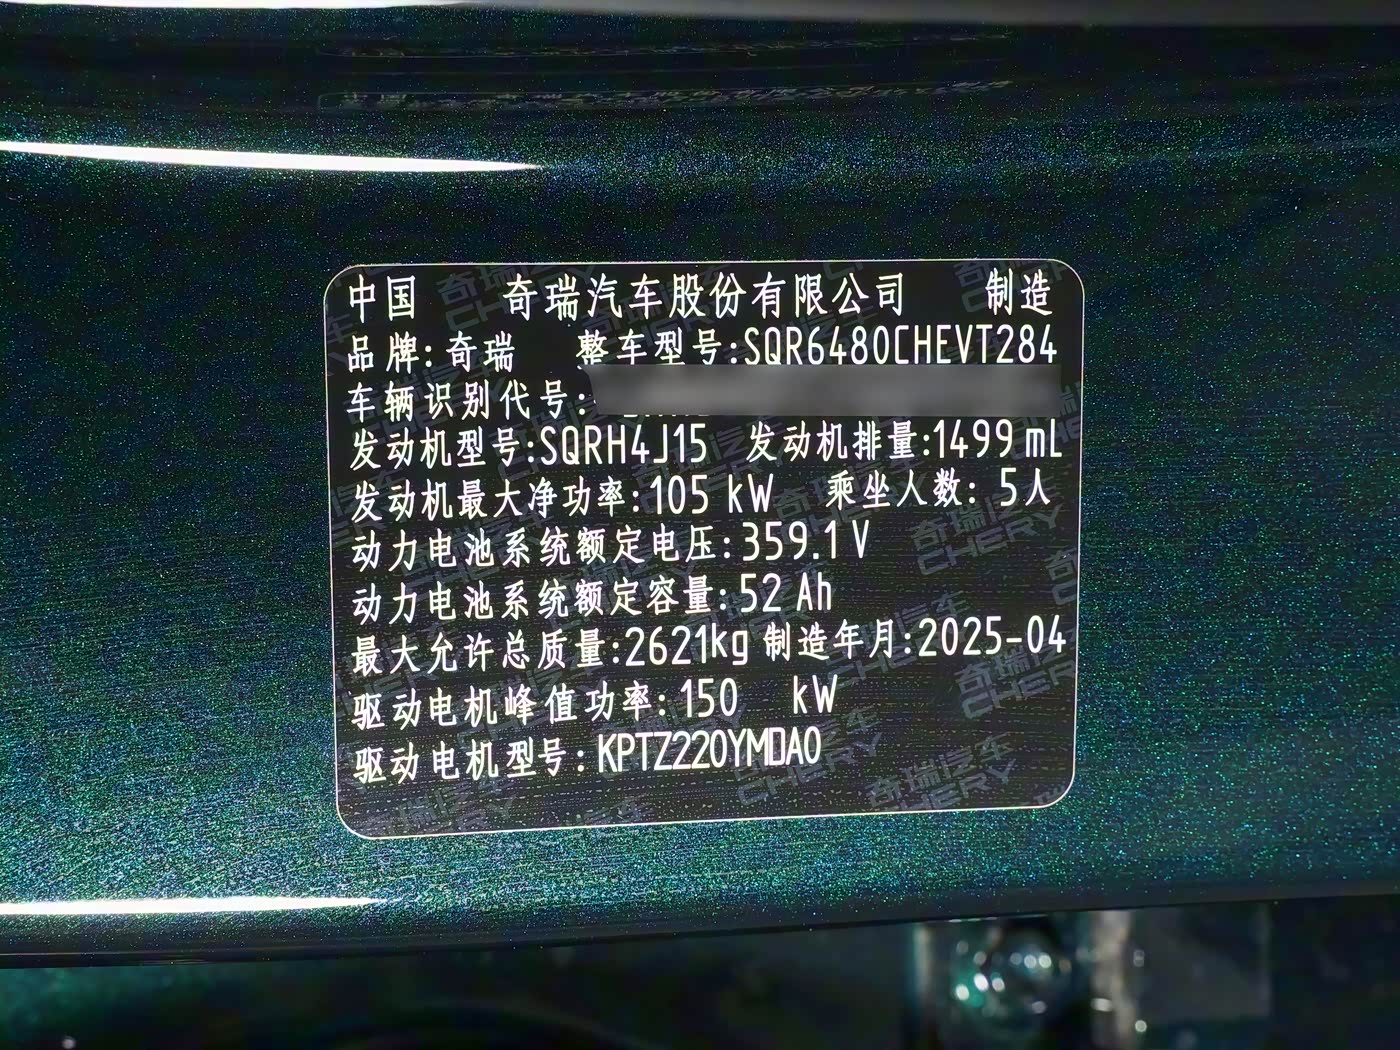 中国 奇瑞汽车股份有限公司 制造
品牌:奇瑞 整车型号:SQR6480CHEVT284
车辆识别代号:
发动机型号:SQRH4J15 发动机排量:1499mL
发动机最大净功率:105 kW 乘坐人数: 5人
动力电池系统额定电压:359.1V
动力电池系统额定容量:52 Ah
最大允许总质量:2621kg 制造年月:2025-04
驱动电机峰值功率:150 kW
驱动电机型号:KPTZ220YMDA0